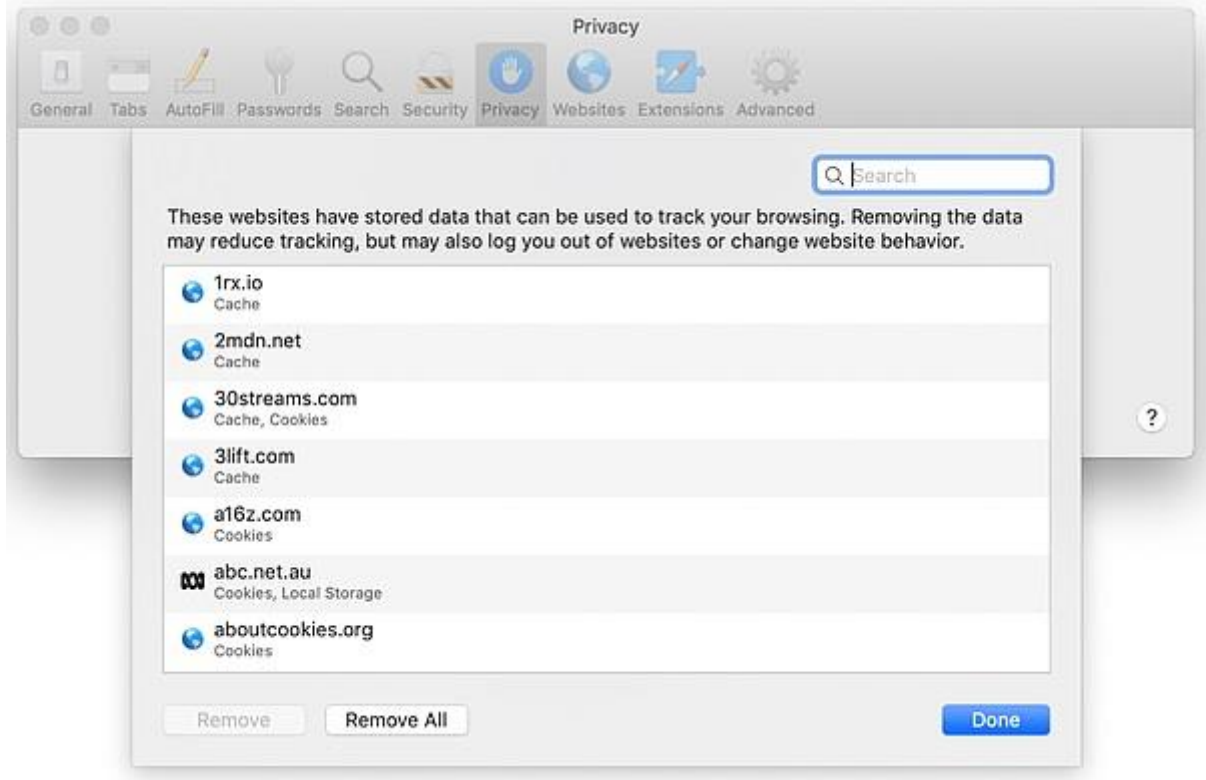 Privacy
General Tabs AutoFill Passwords Search Security Privacy Websites Extensions Advanced
Search
These websites have stored data that can be used to track your browsing. Removing the data
may reduce tracking, but may also log you out of websites or change website behavior.
1rx.io
Cache
2mdn.net
Cache
30streams.com
Cache, Cookies
3lift.com
Cache
a16z.com
Cookies
abc.net.au
Cookies, Local Storage
aboutcookies.org
Cookies
?
Remove Remove All Done